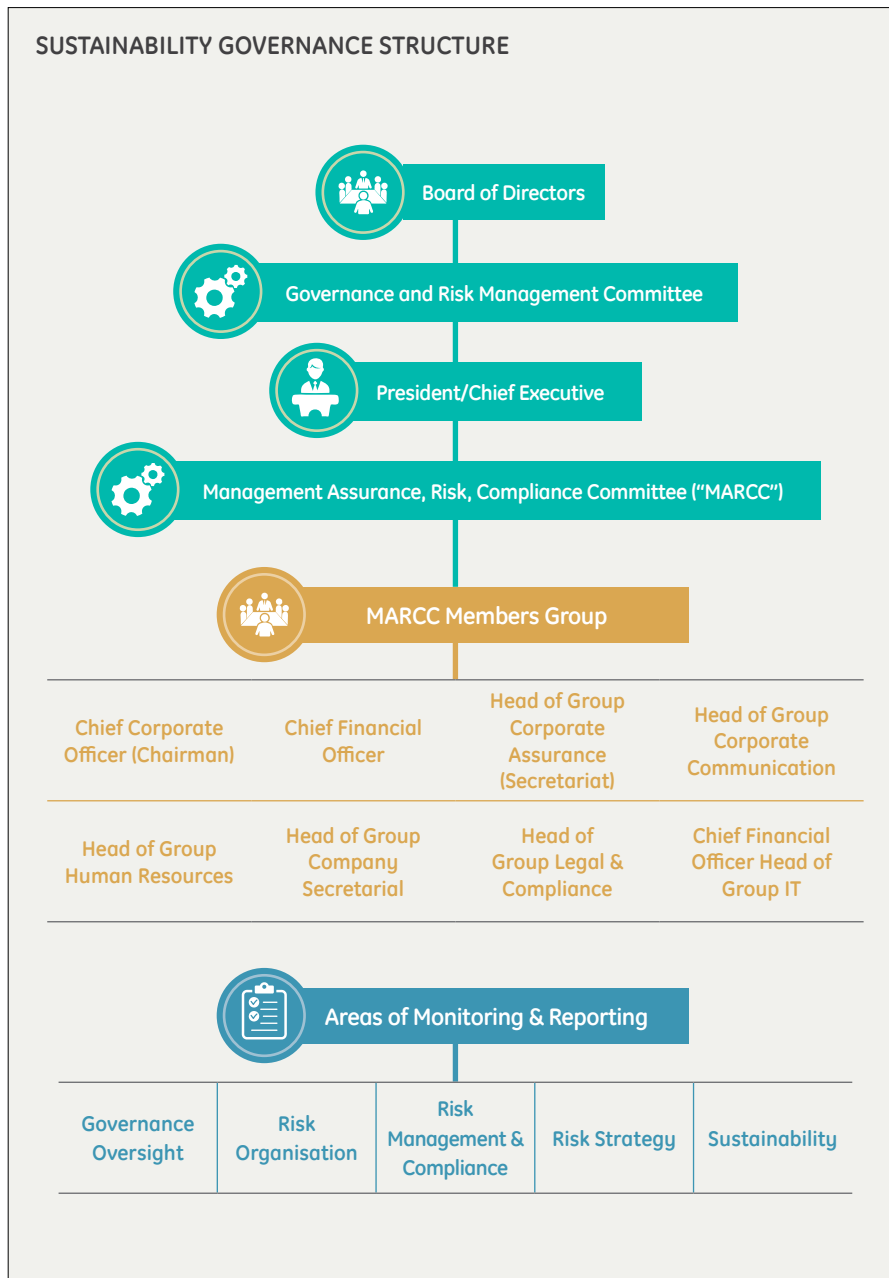 SUSTAINABILITY GOVERNANCE STRUCTURE
Board of Directors
Governance and Risk Management Committee
President/Chief Executive
Management Assurance, Risk, Compliance Committee (“MARCC”)
MARCC Members Group
Chief Corporate
Officer (Chairman)
Chief Financial
Officer
Head of Group
Corporate
Assurance
(Secretariat)
Head of Group
Corporate
Communication
Head of Group
Human Resources
Head of Group
Company
Secretarial
Head of
Group Legal &
Compliance
Chief Financial
Officer Head of
Group IT
Areas of Monitoring & Reporting
Governance
Oversight
Risk
Organisation
Risk
Management &
Compliance
Risk Strategy
Sustainability